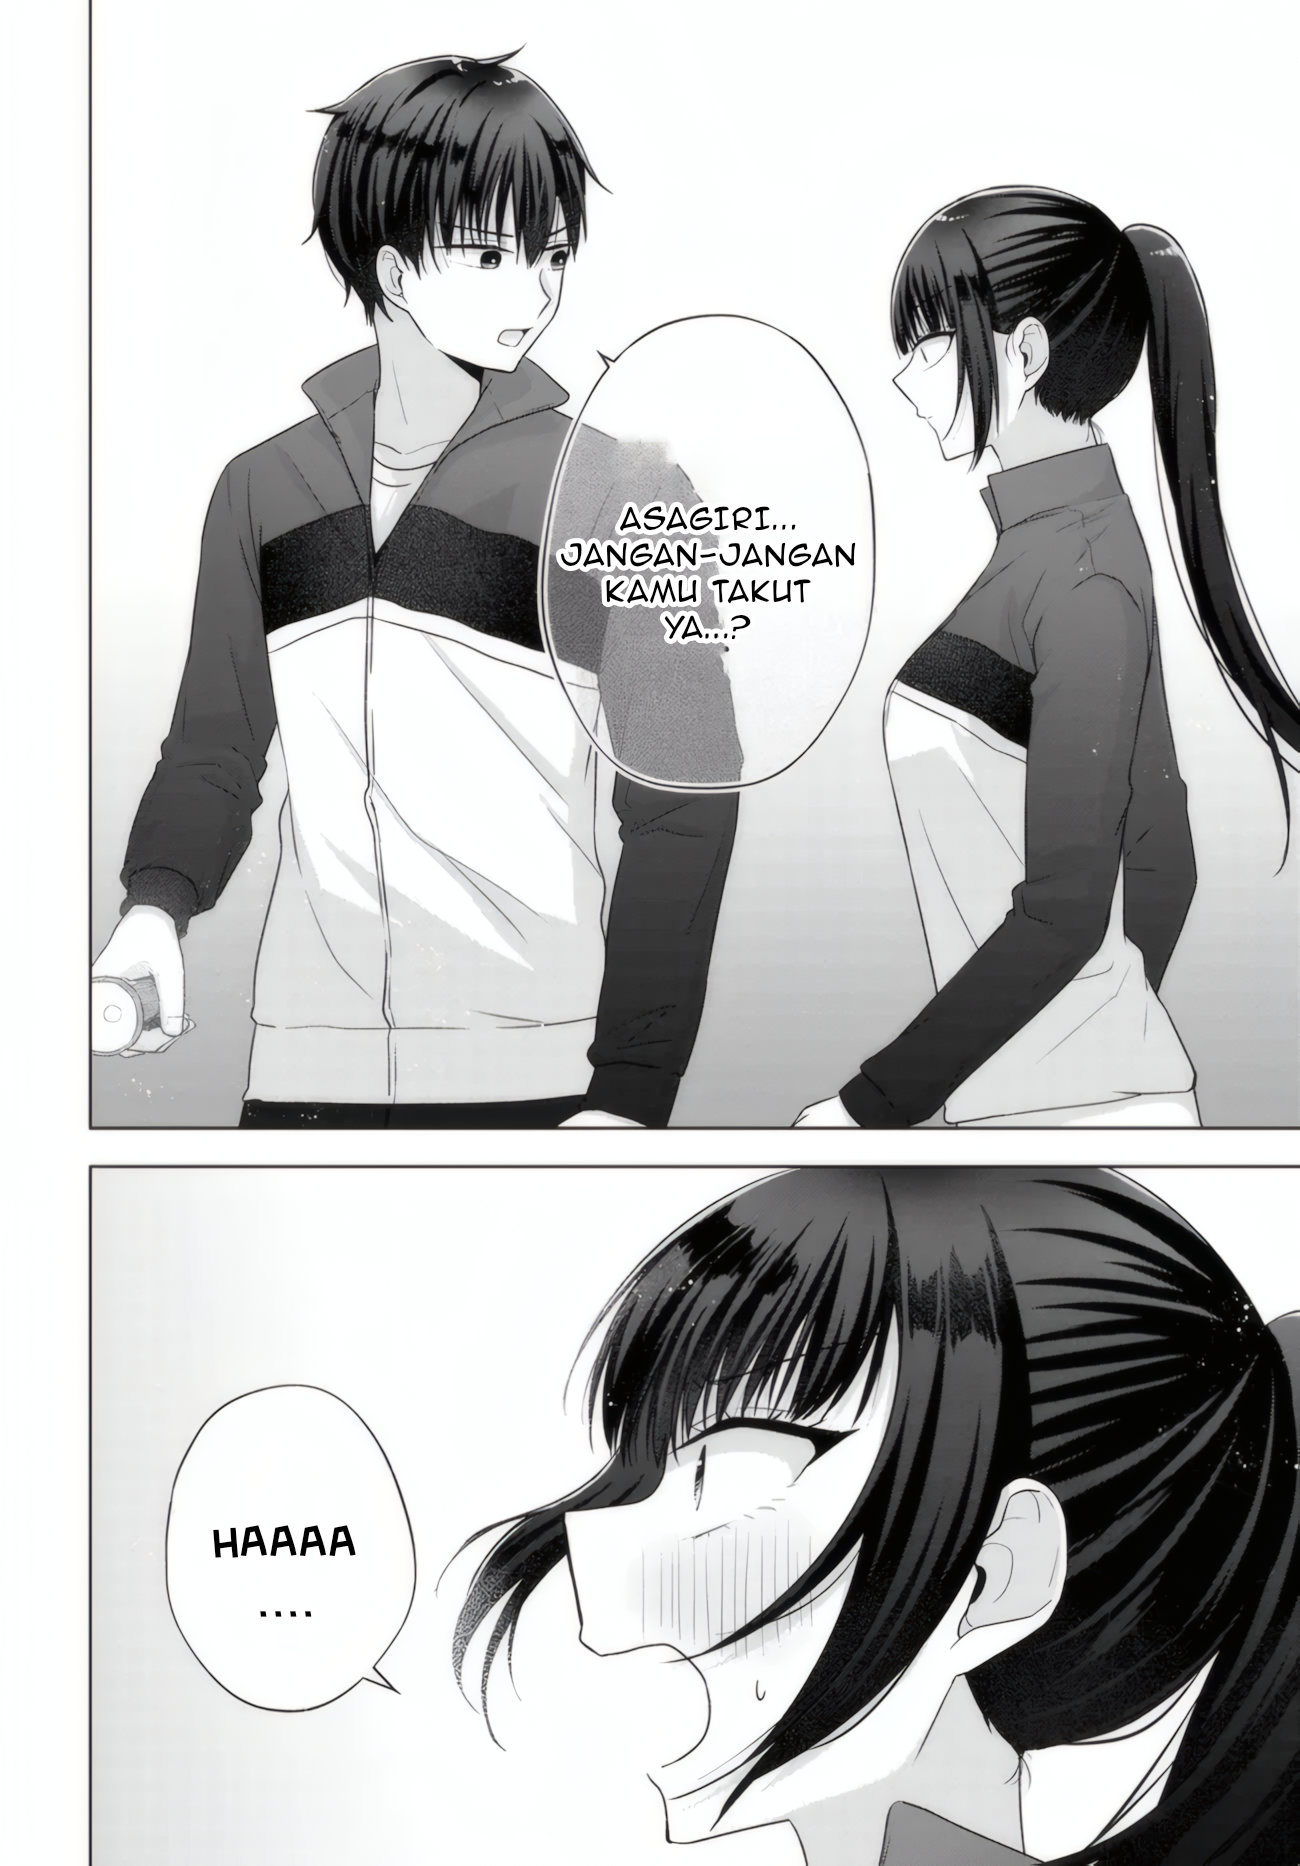 ASAGIRI...
JANGAN-JANGAN
KAMU TAKUT
YA...?
HAAAA
....